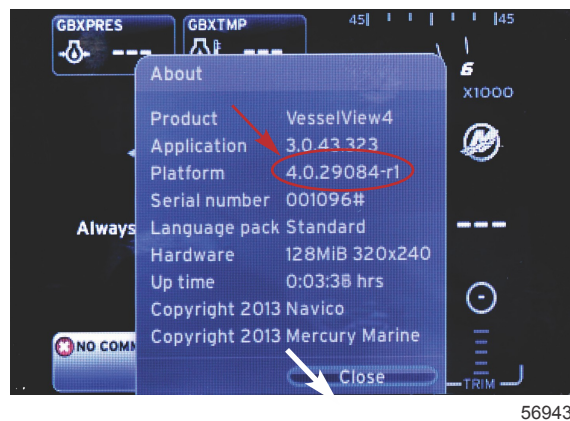 GBXPRES
GBXTMP
45 45
--- ---
6
X1000
About
Product VesselView4
Application 3.0.43.323
Platform 4.0.29084-r1
Serial number 001096#
Always
Language pack Standard
---
Hardware 128MiB 320x240
Up time 0:03:38 hrs
Copyright 2013 Navico
Copyright 2013 Mercury Marine
NO COMM
Close
TRIM
56943